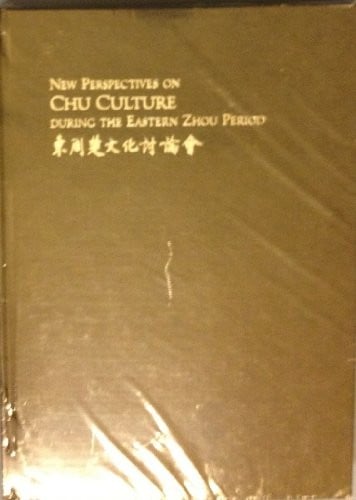 New Perspectives on
Chu Culture
during the Eastern Zhou Period
東周楚文化討論會